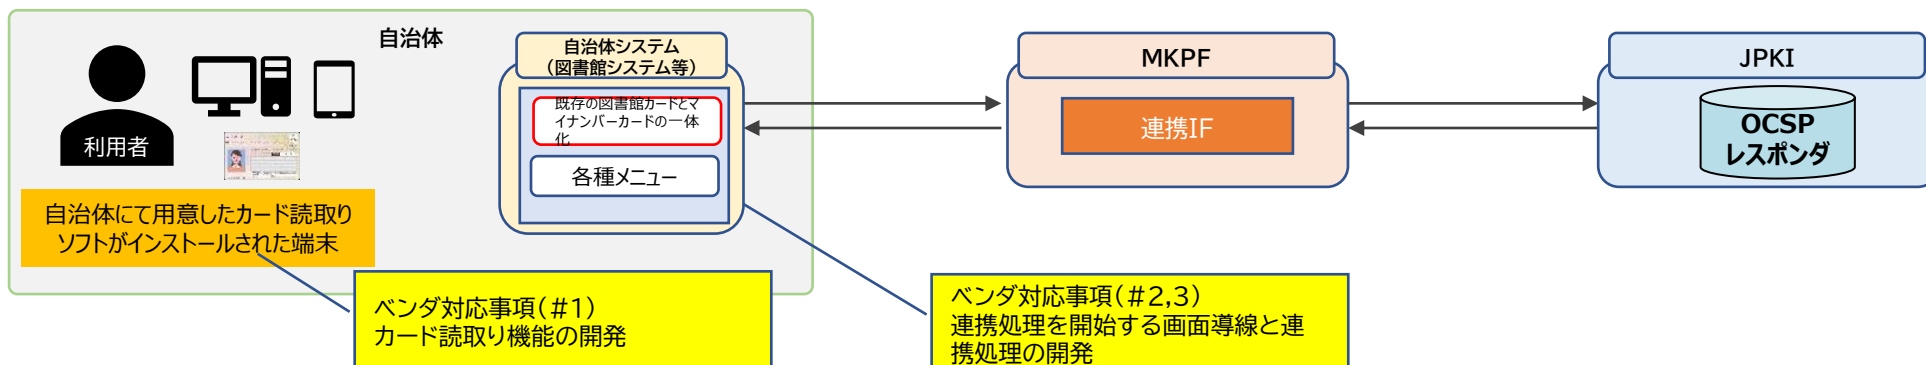 自治体
利用者
自治体にて用意したカード読取り
ソフトがインストールされた端末
自治体システム
（図書館システム等）
既存の図書館カードとマ
イナンバーカードの一体
化
各種メニュー
MKPF
連携IF
JPKI
OCSP
レスポンダ
ベンダ対応事項（＃1）
カード読取り機能の開発
ベンダ対応事項（＃2,3）
連携処理を開始する画面導線と連
携処理の開発